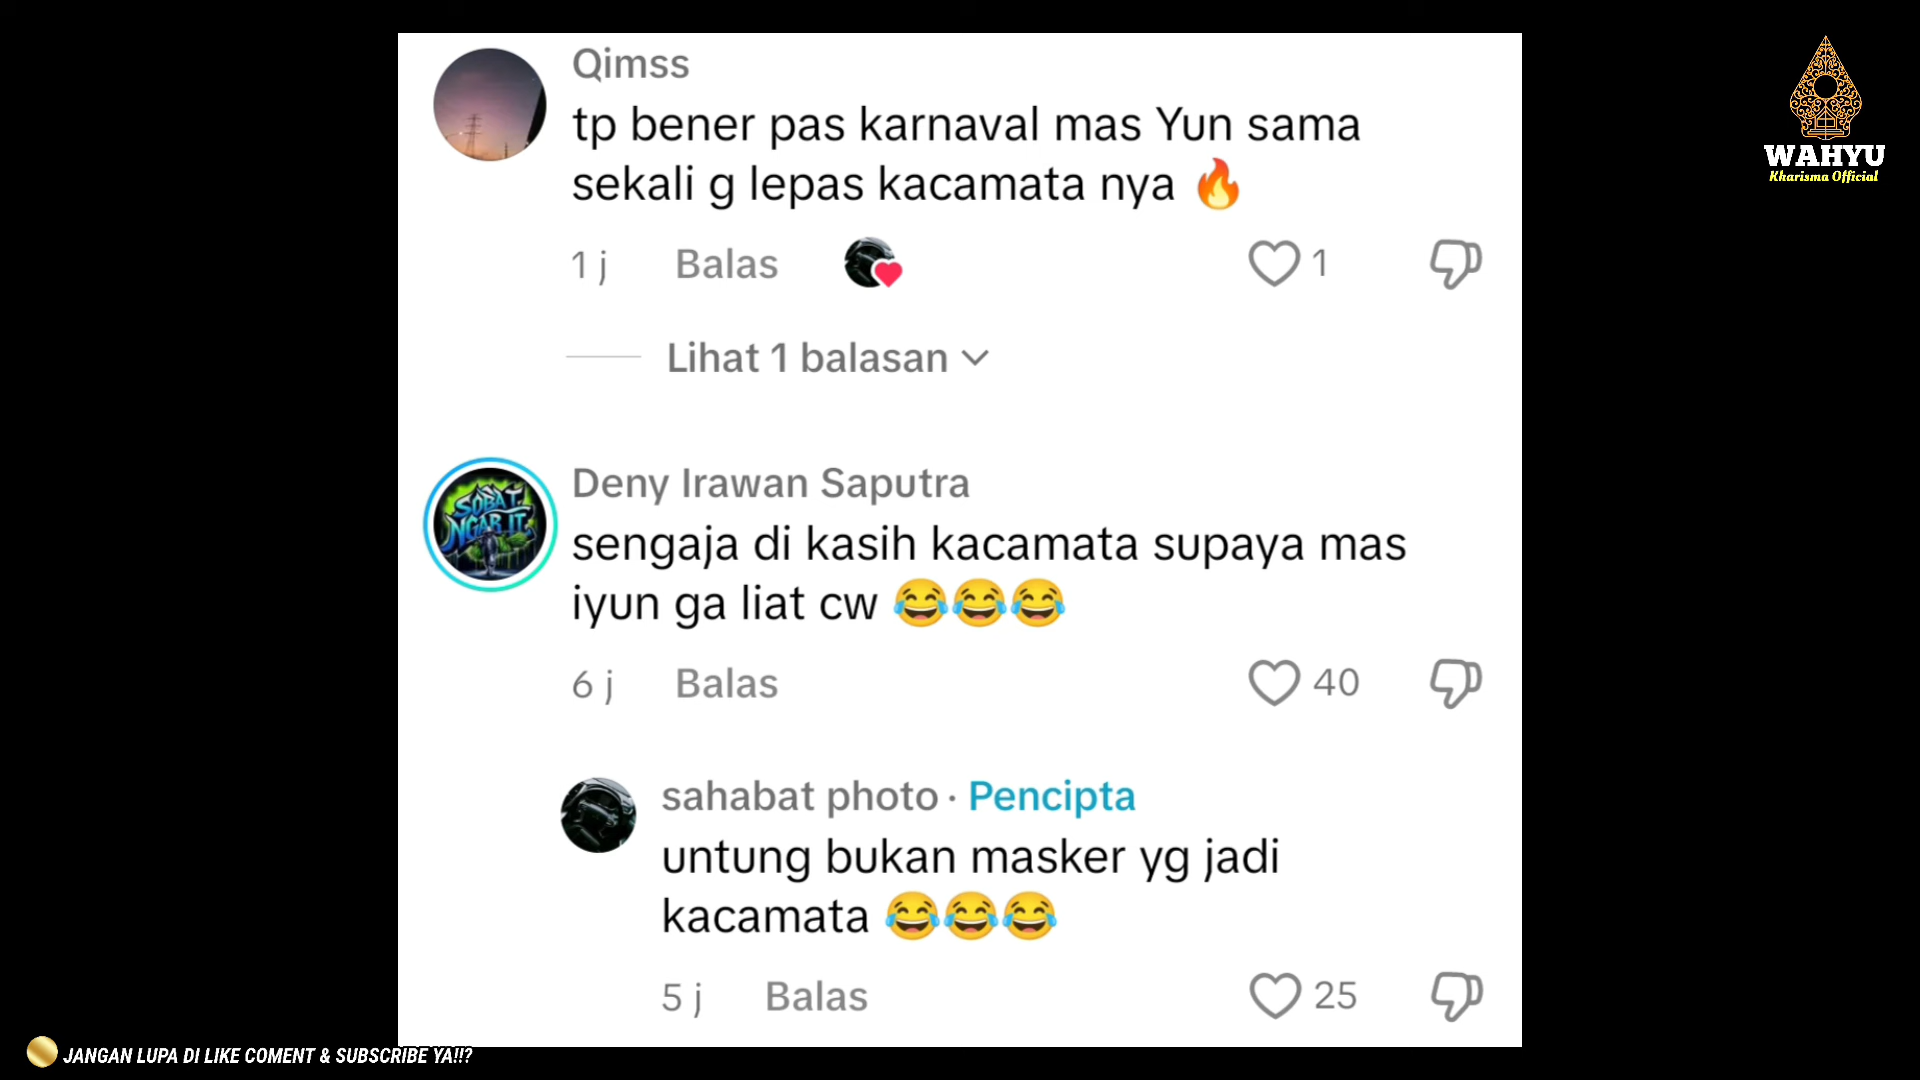 Qimss
tp bener pas karnaval mas Yun sama
sekali g lepas kacamata nya 🔥
1 j Balas 1
Lihat 1 balasan
Deny Irawan Saputra
sengaja di kasih kacamata supaya mas
iyun ga liat cw 😂😂😂
6 j Balas 40
sahabat photo · Pencipta
untung bukan masker yg jadi
kacamata 😂😂😂
5 j Balas 25
WAHYU
Kharisma Official
SOBAT
NGARIT
JANGAN LUPA DI LIKE COMENT & SUBSCRIBE YA!!?